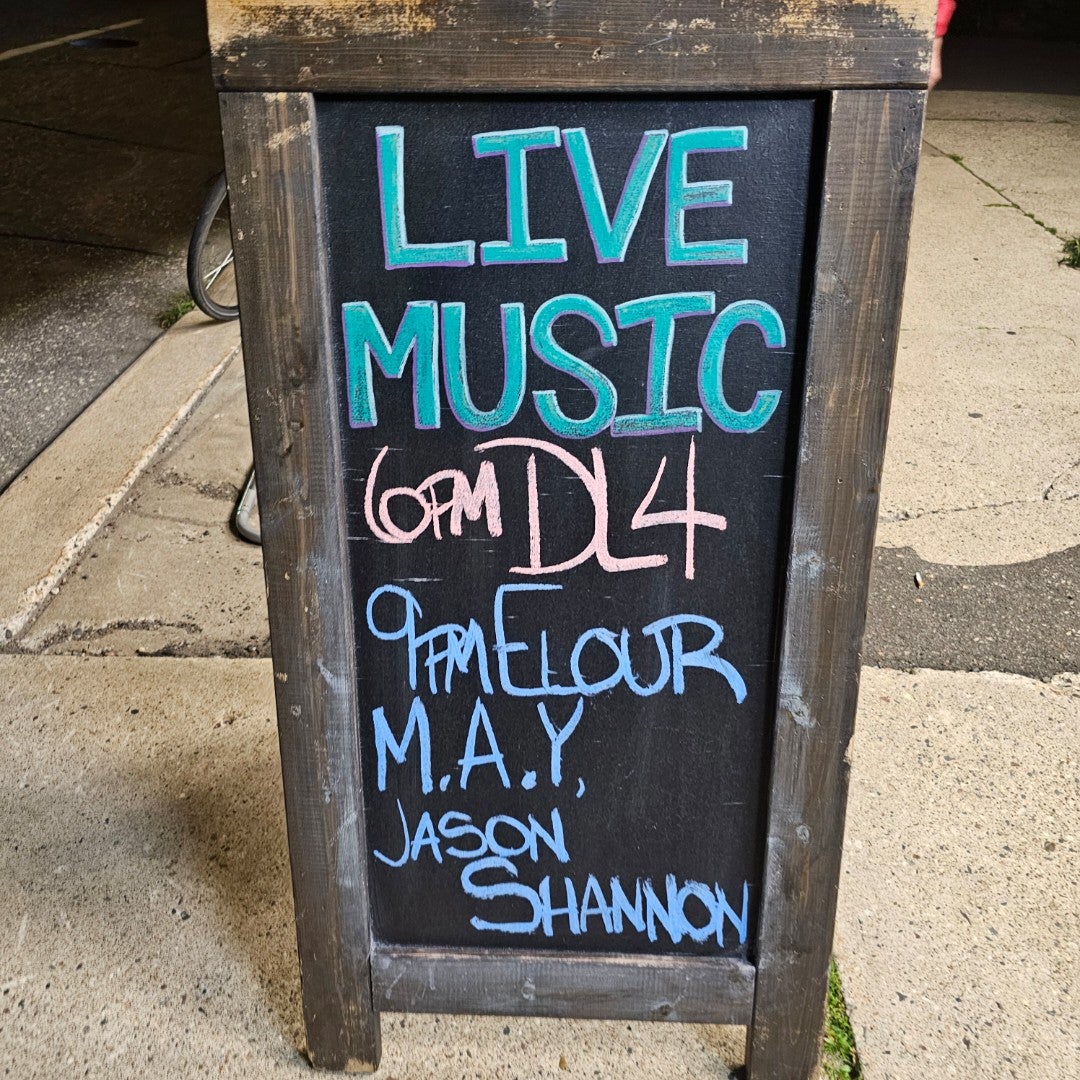 LIVE
MUSIC
6PM DL4
9PM ELOUR
M.A.Y,
JASON
SHANNON